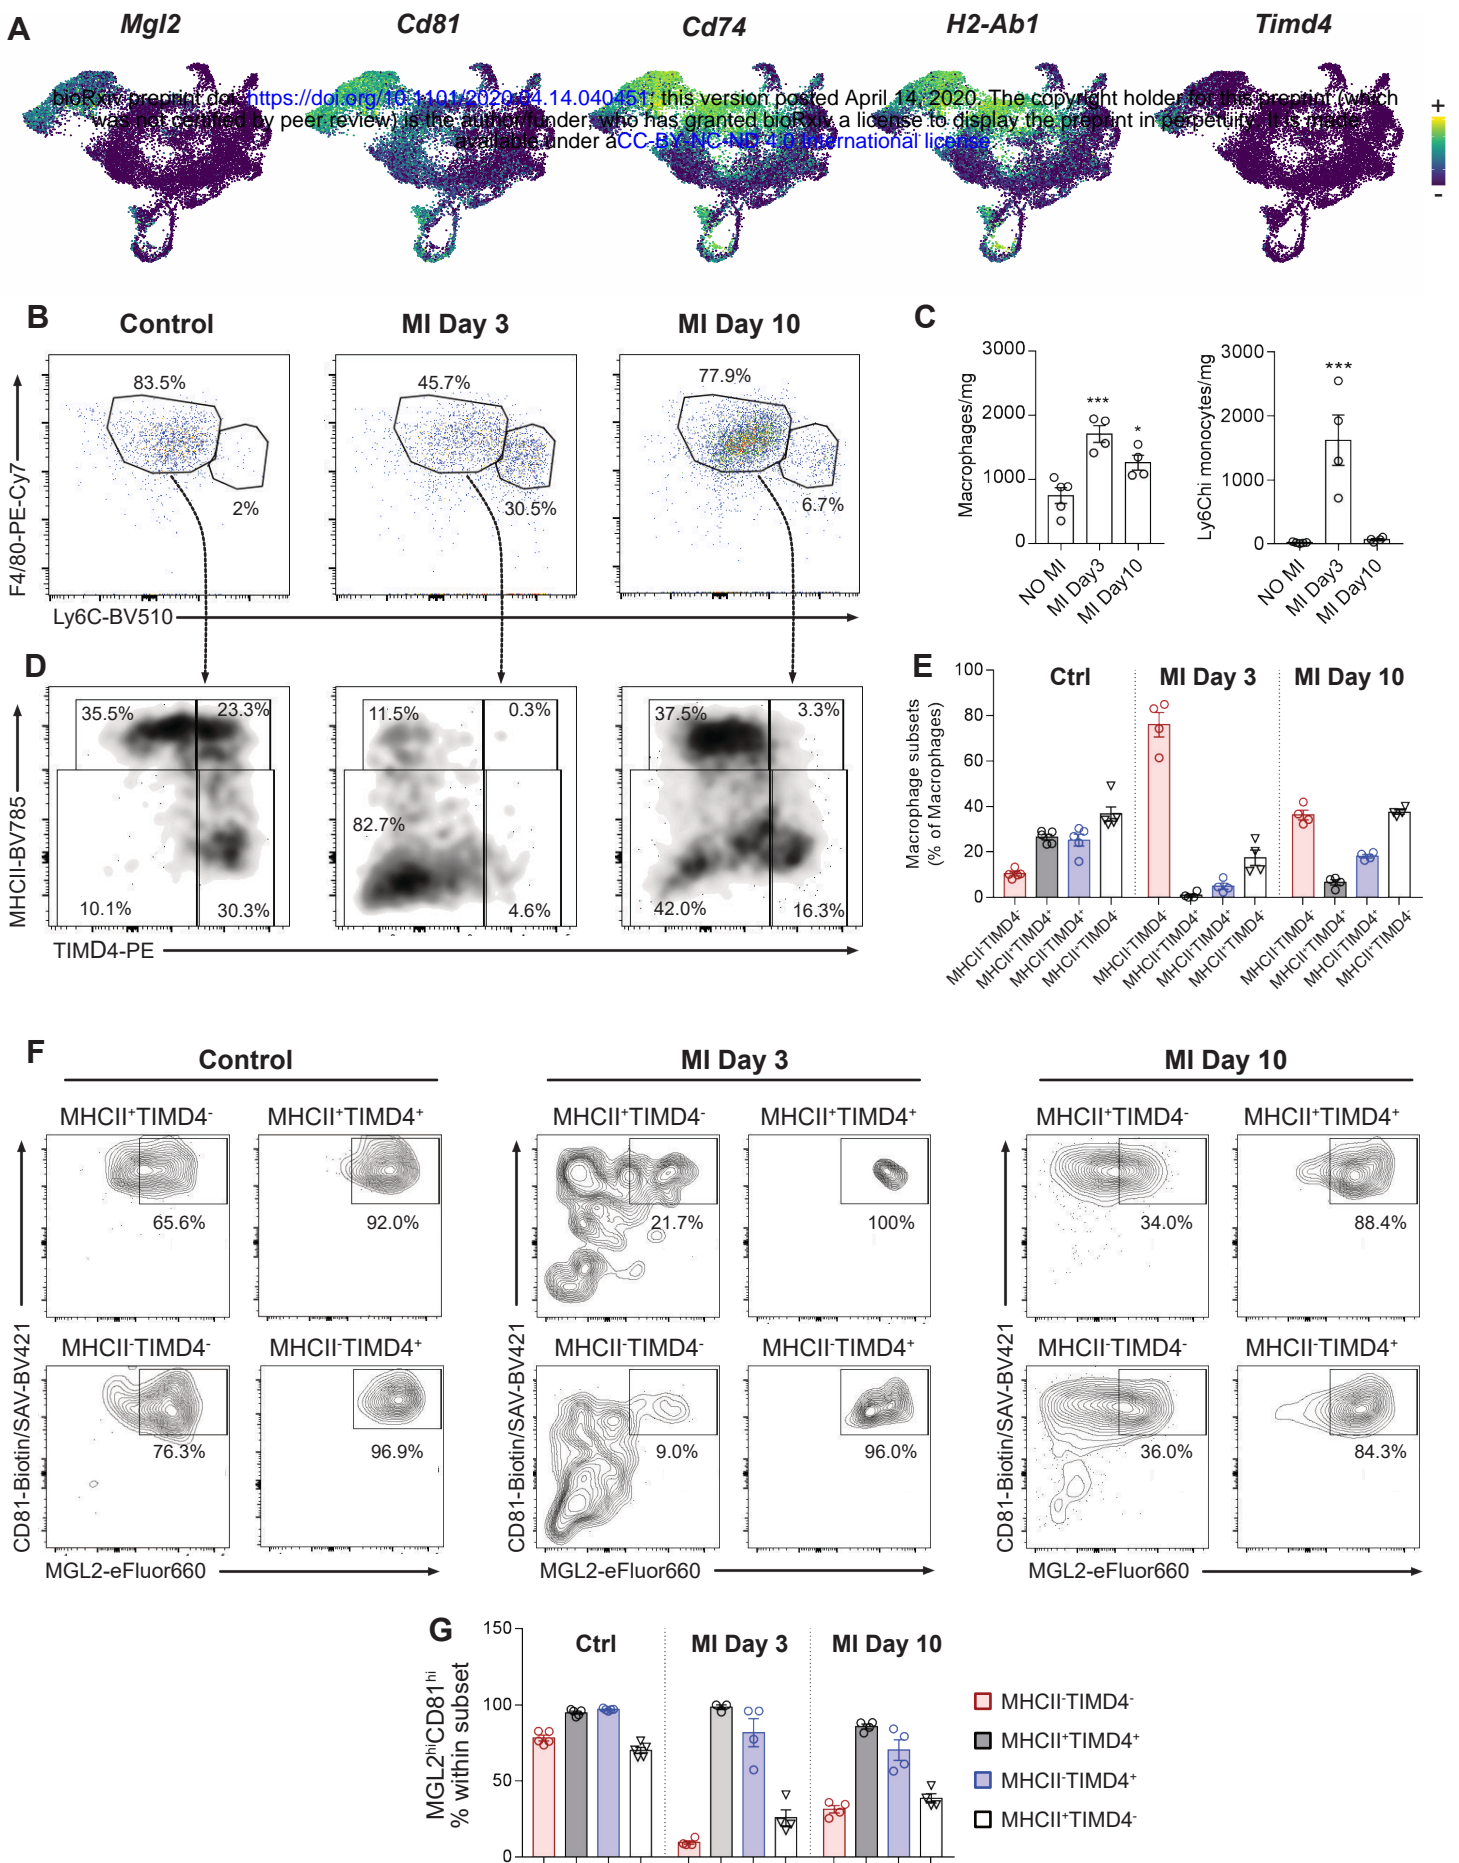 A
Mgl2 Cd81 Cd74 H2-Ab1 Timd4
bioRxiv preprint doi: https://doi.org/10.1101/2020.04.14.040451; this version posted April 14, 2020. The copyright holder for this preprint (which
was not certified by peer review) is the author/funder, who has granted bioRxiv a license to display the preprint in perpetuity. It is made
available under aCC-BY-NC-ND 4.0 International license.
+
-
B
Control MI Day 3 MI Day 10
83.5% 45.7% 77.9%
2% 30.5% 6.7%
F4/80-PE-Cy7
Ly6C-BV510
C
Macrophages/mg
3000
2000
1000
0
***
*
NO MI MI Day3 MI Day10
Ly6Chi monocytes/mg
3000
2000
1000
0
***
NO MI MI Day3 MI Day10
D
35.5% 23.3% 11.5% 0.3% 37.5% 3.3%
82.7%
10.1% 30.3% 4.6% 42.0% 16.3%
MHCII-BV785
TIMD4-PE
E
Ctrl MI Day 3 MI Day 10
Macrophage subsets
(% of Macrophages)
100
80
60
40
20
0
MHCII⁻TIMD4⁻ MHCII⁺TIMD4⁺ MHCII⁻TIMD4⁺ MHCII⁺TIMD4⁻ MHCII⁻TIMD4⁻ MHCII⁺TIMD4⁺ MHCII⁻TIMD4⁺ MHCII⁺TIMD4⁻ MHCII⁻TIMD4⁻ MHCII⁺TIMD4⁺ MHCII⁻TIMD4⁺ MHCII⁺TIMD4⁻
F
Control MI Day 3 MI Day 10
MHCII⁺TIMD4⁻ MHCII⁺TIMD4⁺ MHCII⁺TIMD4⁻ MHCII⁺TIMD4⁺ MHCII⁺TIMD4⁻ MHCII⁺TIMD4⁺
65.6% 92.0% 21.7% 100% 34.0% 88.4%
MHCII⁻TIMD4⁻ MHCII⁻TIMD4⁺ MHCII⁻TIMD4⁻ MHCII⁻TIMD4⁺ MHCII⁻TIMD4⁻ MHCII⁻TIMD4⁺
76.3% 96.9% 9.0% 96.0% 36.0% 84.3%
CD81-Biotin/SAV-BV421 CD81-Biotin/SAV-BV421 CD81-Biotin/SAV-BV421
MGL2-eFluor660 MGL2-eFluor660 MGL2-eFluor660
G
Ctrl MI Day 3 MI Day 10
MGL2ʰⁱCD81ʰⁱ
% within subset
150
100
50
0
MHCII⁻TIMD4⁻
MHCII⁺TIMD4⁺
MHCII⁻TIMD4⁺
MHCII⁺TIMD4⁻